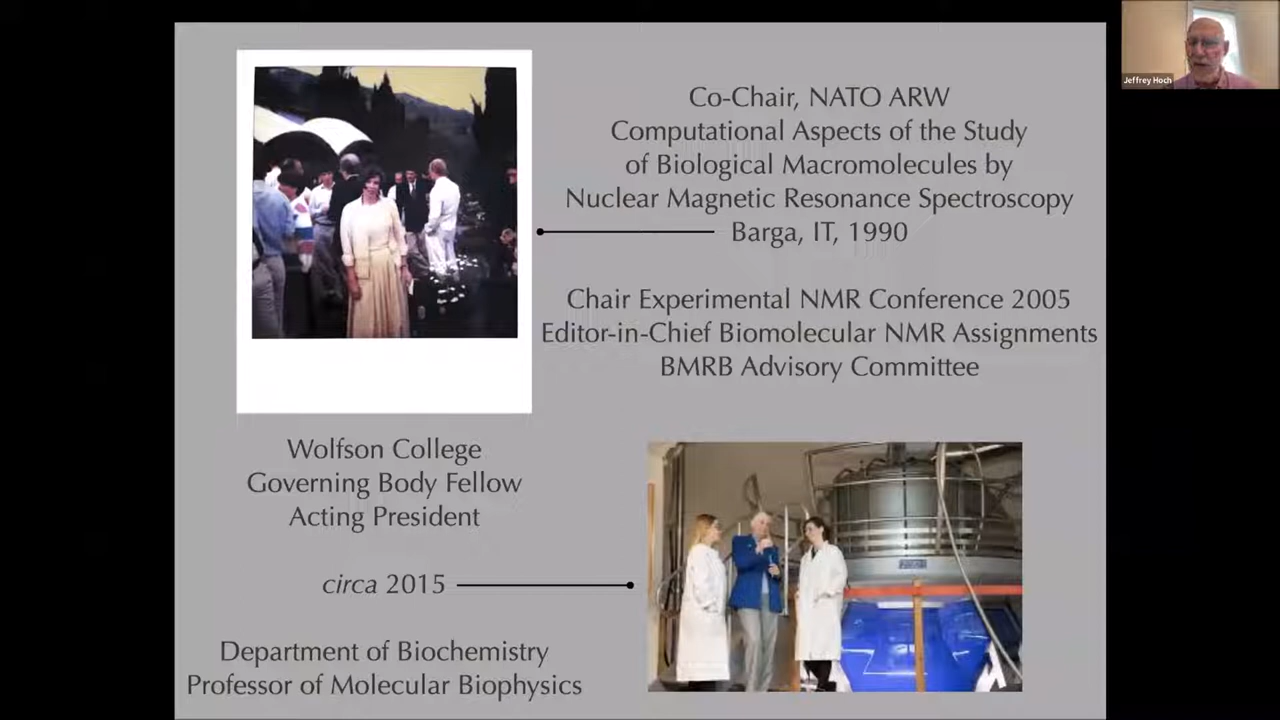 Co-Chair, NATO ARW
Computational Aspects of the Study
of Biological Macromolecules by
Nuclear Magnetic Resonance Spectroscopy
Barga, IT, 1990
Chair Experimental NMR Conference 2005
Editor-in-Chief Biomolecular NMR Assignments
BMRB Advisory Committee
Wolfson College
Governing Body Fellow
Acting President
circa 2015
Department of Biochemistry
Professor of Molecular Biophysics
Jeffrey Hoch